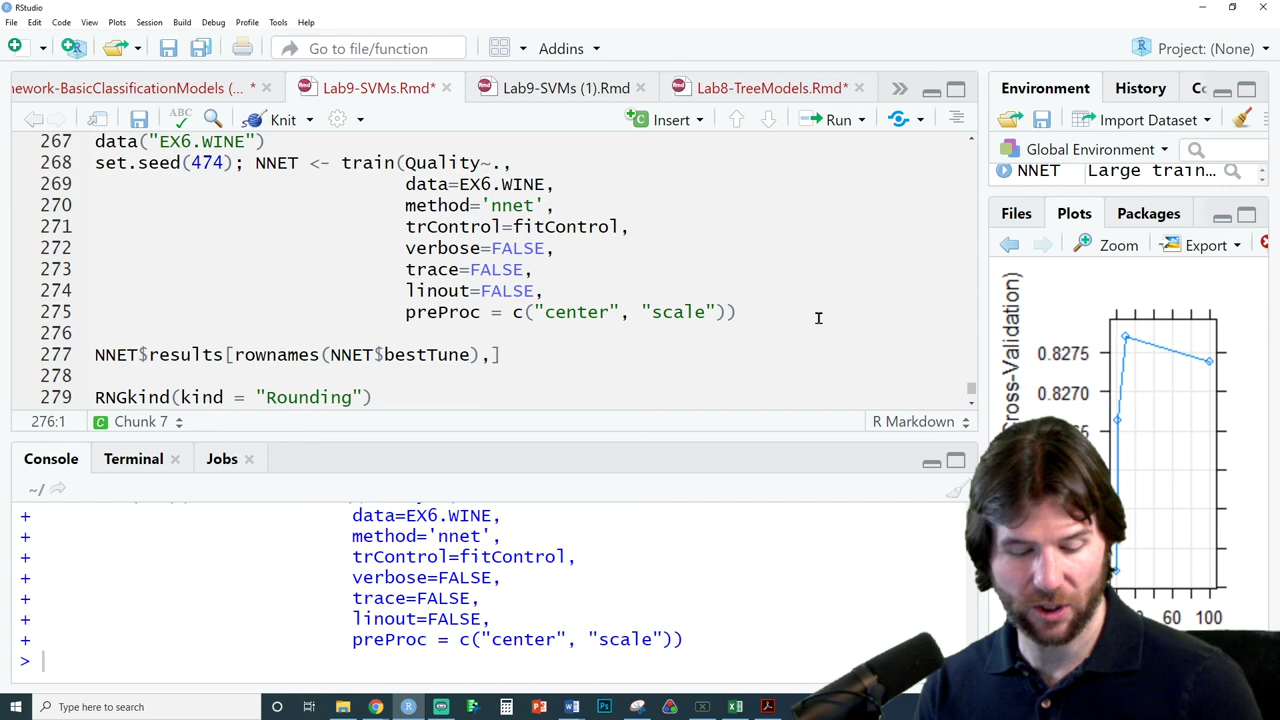 RStudio
File Edit Code View Plots Session Build Debug Profile Tools Help
Go to file/function Addins Project: (None)
nework-BasicClassificationModels (... * Lab9-SVMs.Rmd* Lab9-SVMs (1).Rmd Lab8-TreeModels.Rmd*
ABC Knit Insert Run
267 data("EX6.WINE")
268 set.seed(474); NNET <- train(Quality~.,
269 data=EX6.WINE,
270 method='nnet',
271 trControl=fitControl,
272 verbose=FALSE,
273 trace=FALSE,
274 linout=FALSE,
275 preProc = c("center", "scale"))
276
277 NNET$results[rownames(NNET$bestTune),]
278
279 RNGkind(kind = "Rounding")
276:1 Chunk 7 R Markdown
Console Terminal Jobs
~/
+ data=EX6.WINE,
+ method='nnet',
+ trControl=fitControl,
+ verbose=FALSE,
+ trace=FALSE,
+ linout=FALSE,
+ preProc = c("center", "scale"))
>
Environment History Co
Import Dataset
Global Environment
NNET Large train...
Files Plots Packages
Zoom Export
Cross-Validation)
0.8275
0.8270
60 100
Type here to search